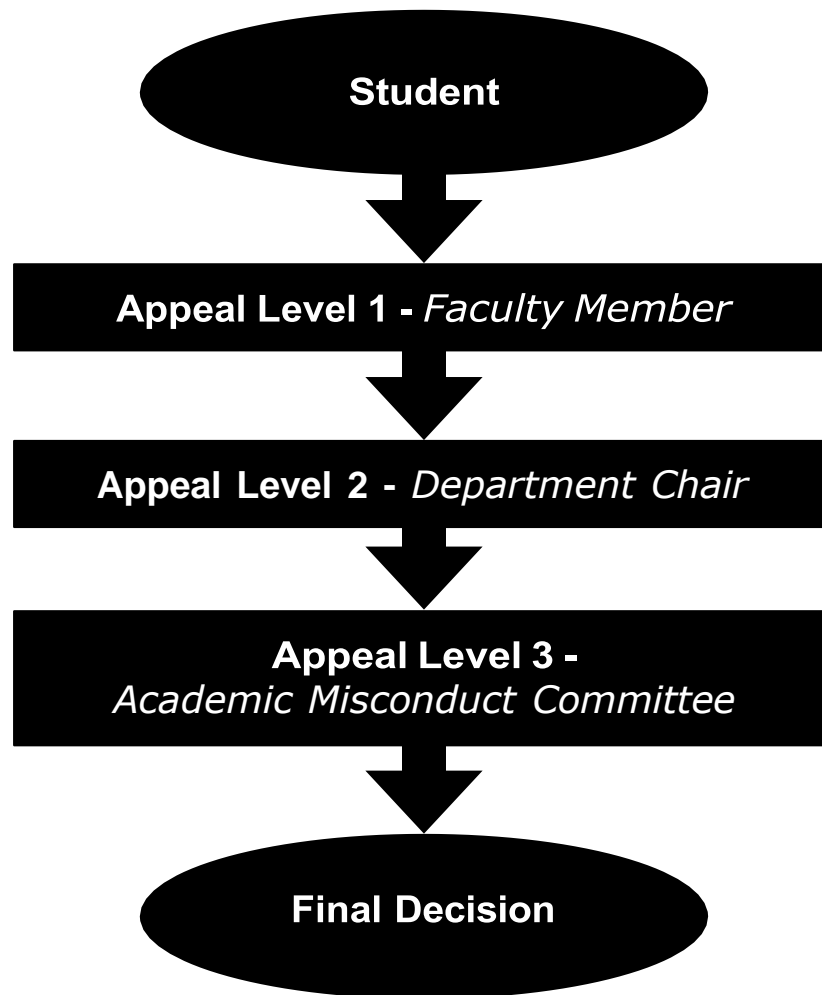 Student
Appeal Level 1 - Faculty Member
Appeal Level 2 - Department Chair
Appeal Level 3 -
Academic Misconduct Committee
Final Decision